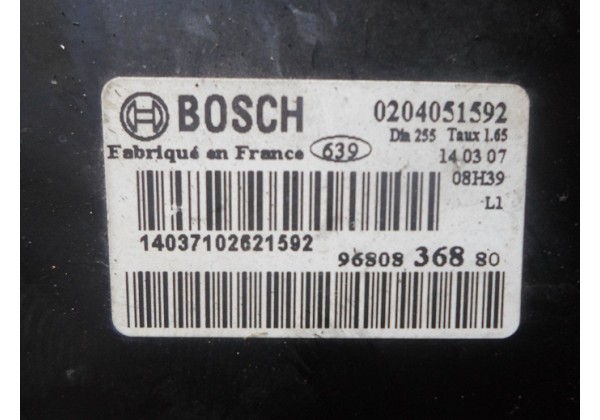 BOSCH 0204051592
Dia 255 Taux 1.65
Fabriqué en France 639 14 03 07
08H39
L1
14037102621592
96808 368 80